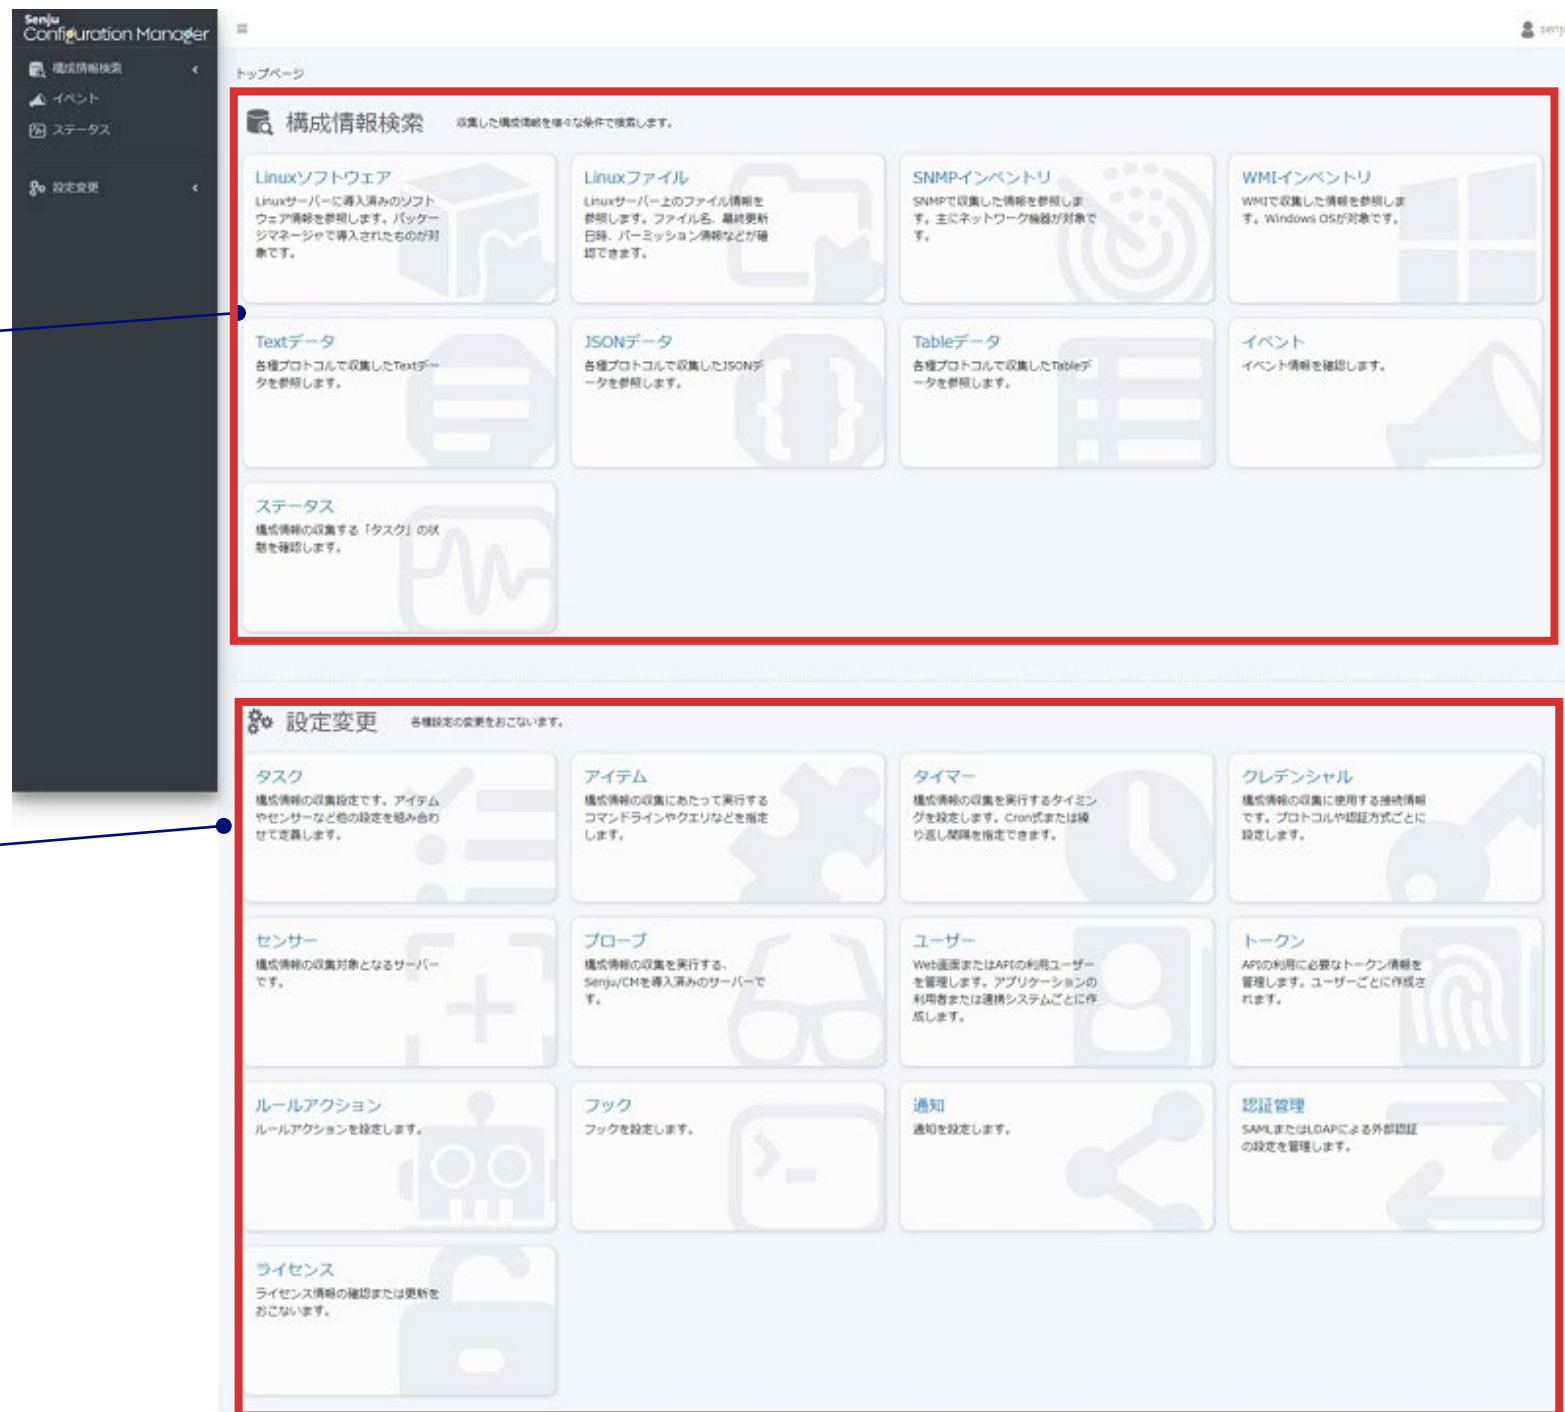 Senju
Configuration Manager
構成情報検索
イベント
ステータス
設定変更
senju
トップページ
構成情報検索 収集した構成情報を様々な条件で検索します。
Linuxソフトウェア
Linuxサーバーに導入済みのソフト
ウェア情報を参照します。パッケー
ジマネージャで導入されたものが対
象です。
Linuxファイル
Linuxサーバー上のファイル情報を
参照します。ファイル名、最終更新
日時、パーミッション情報などが確
認できます。
SNMPインベントリ
SNMPで収集した情報を参照しま
す。主にネットワーク機器が対象で
す。
WMIインベントリ
WMIで収集した情報を参照しま
す。Windows OSが対象です。
Textデータ
各種プロトコルで収集したTextデー
タを参照します。
JSONデータ
各種プロトコルで収集したJSONデ
ータを参照します。
Tableデータ
各種プロトコルで収集したTableデ
ータを参照します。
イベント
イベント情報を確認します。
ステータス
構成情報の収集する「タスク」の状
態を確認します。
設定変更 各種設定の変更をおこないます。
タスク
構成情報の収集設定です。アイテム
やセンサーなど他の設定を組み合わ
せて定義します。
アイテム
構成情報の収集にあたって実行する
コマンドラインやクエリなどを指定
します。
タイマー
構成情報の収集を実行するタイミン
グを設定します。Cron式または繰
り返し間隔を指定できます。
クレデンシャル
構成情報の収集に使用する接続情報
です。プロトコルや認証方式ごとに
設定します。
センサー
構成情報の収集対象となるサーバー
です。
プローブ
構成情報の収集を実行する、
Senju/CMを導入済みのサーバーで
す。
ユーザー
Web画面またはAPIの利用ユーザー
を管理します。アプリケーションの
利用者または連携システムごとに作
成します。
トークン
APIの利用に必要なトークン情報を
管理します。ユーザーごとに作成さ
れます。
ルールアクション
ルールアクションを設定します。
フック
フックを設定します。
通知
通知を設定します。
認証管理
SAMLまたはLDAPによる外部認証
の設定を管理します。
ライセンス
ライセンス情報の確認または更新を
おこないます。